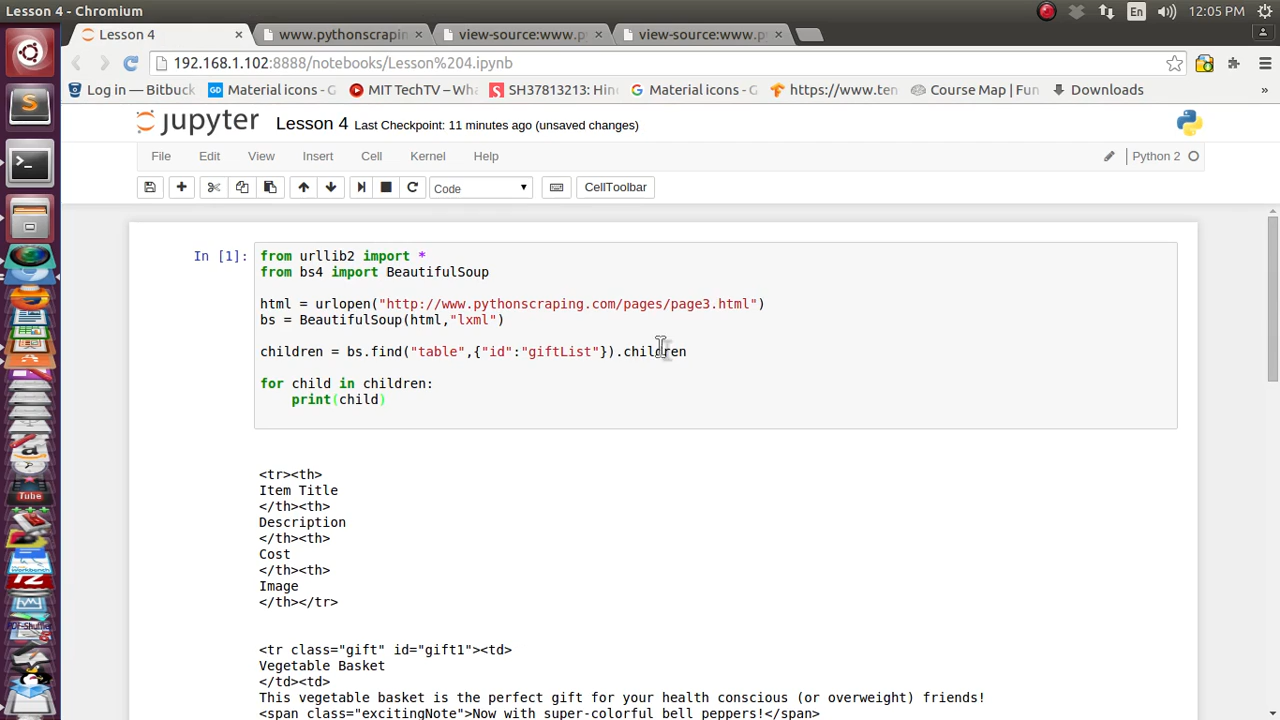 Lesson 4 - Chromium
En
12:05 PM
Lesson 4
www.pythonscraping
view-source:www.p
view-source:www.p
192.168.1.102:8888/notebooks/Lesson%204.ipynb
Log in — Bitbuck
GD Material icons - G
MIT TechTV – Wha
S SH37813213: Hin
G Material icons - G
https://www.ten
Course Map | Fun
Downloads
»
jupyter Lesson 4 Last Checkpoint: 11 minutes ago (unsaved changes)
File Edit View Insert Cell Kernel Help
Python 2
Code
CellToolbar
In [1]:
from urllib2 import *
from bs4 import BeautifulSoup
html = urlopen("http://www.pythonscraping.com/pages/page3.html")
bs = BeautifulSoup(html,"lxml")
children = bs.find("table",{"id":"giftList"}).children
for child in children:
    print(child)
<tr><th>
Item Title
</th><th>
Description
</th><th>
Cost
</th><th>
Image
</th></tr>
<tr class="gift" id="gift1"><td>
Vegetable Basket
</td><td>
This vegetable basket is the perfect gift for your health conscious (or overweight) friends!
<span class="excitingNote">Now with super-colorful bell peppers!</span>
Tube